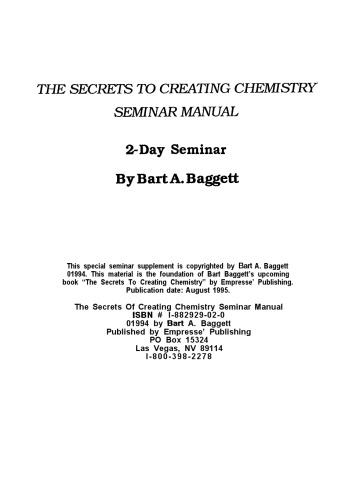 THE SECRETS TO CREATING CHEMISTRY
SEMINAR MANUAL
2-Day Seminar
By Bart A. Baggett
This special seminar supplement is copyrighted by Bart A. Baggett
01994. This material is the foundation of Bart Baggett's upcoming
book "The Secrets To Creating Chemistry" by Empresse' Publishing.
Publication date: August 1995.
The Secrets Of Creating Chemistry Seminar Manual
ISBN # I-882929-02-0
01994 by Bart A. Baggett
Published by Empresse' Publishing
PO Box 15324
Las Vegas, NV 89114
I-800-398-2278